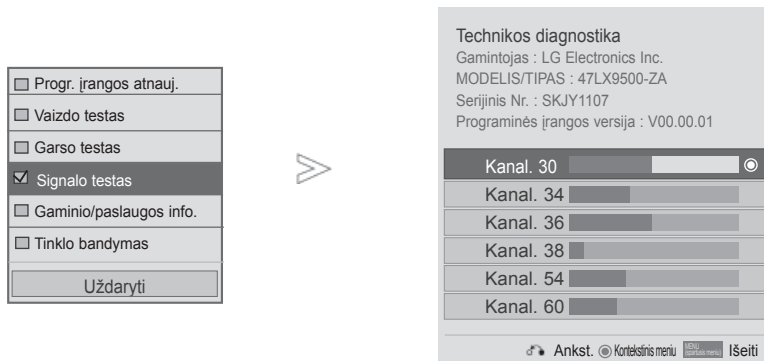 Progr. įrangos atnauj.
Vaizdo testas
Garso testas
Signalo testas
Gaminio/paslaugos info.
Tinklo bandymas
Uždaryti
Technikos diagnostika
Gamintojas : LG Electronics Inc.
MODELIS/TIPAS : 47LX9500-ZA
Serijinis Nr. : SKJY1107
Programinės įrangos versija : V00.00.01
Kanal. 30
Kanal. 34
Kanal. 36
Kanal. 38
Kanal. 54
Kanal. 60
Ankst. Kontekstinis meniu MENU Išeiti